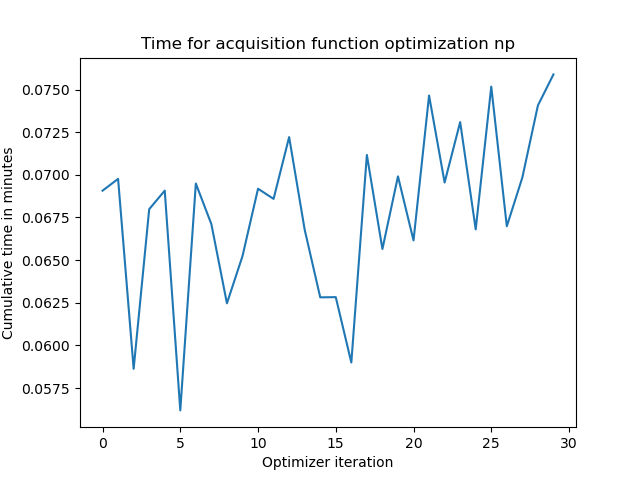 Time for acquisition function optimization np
Cumulative time in minutes
0.0750
0.0725
0.0700
0.0675
0.0650
0.0625
0.0600
0.0575
0 5 10 15 20 25 30
Optimizer iteration